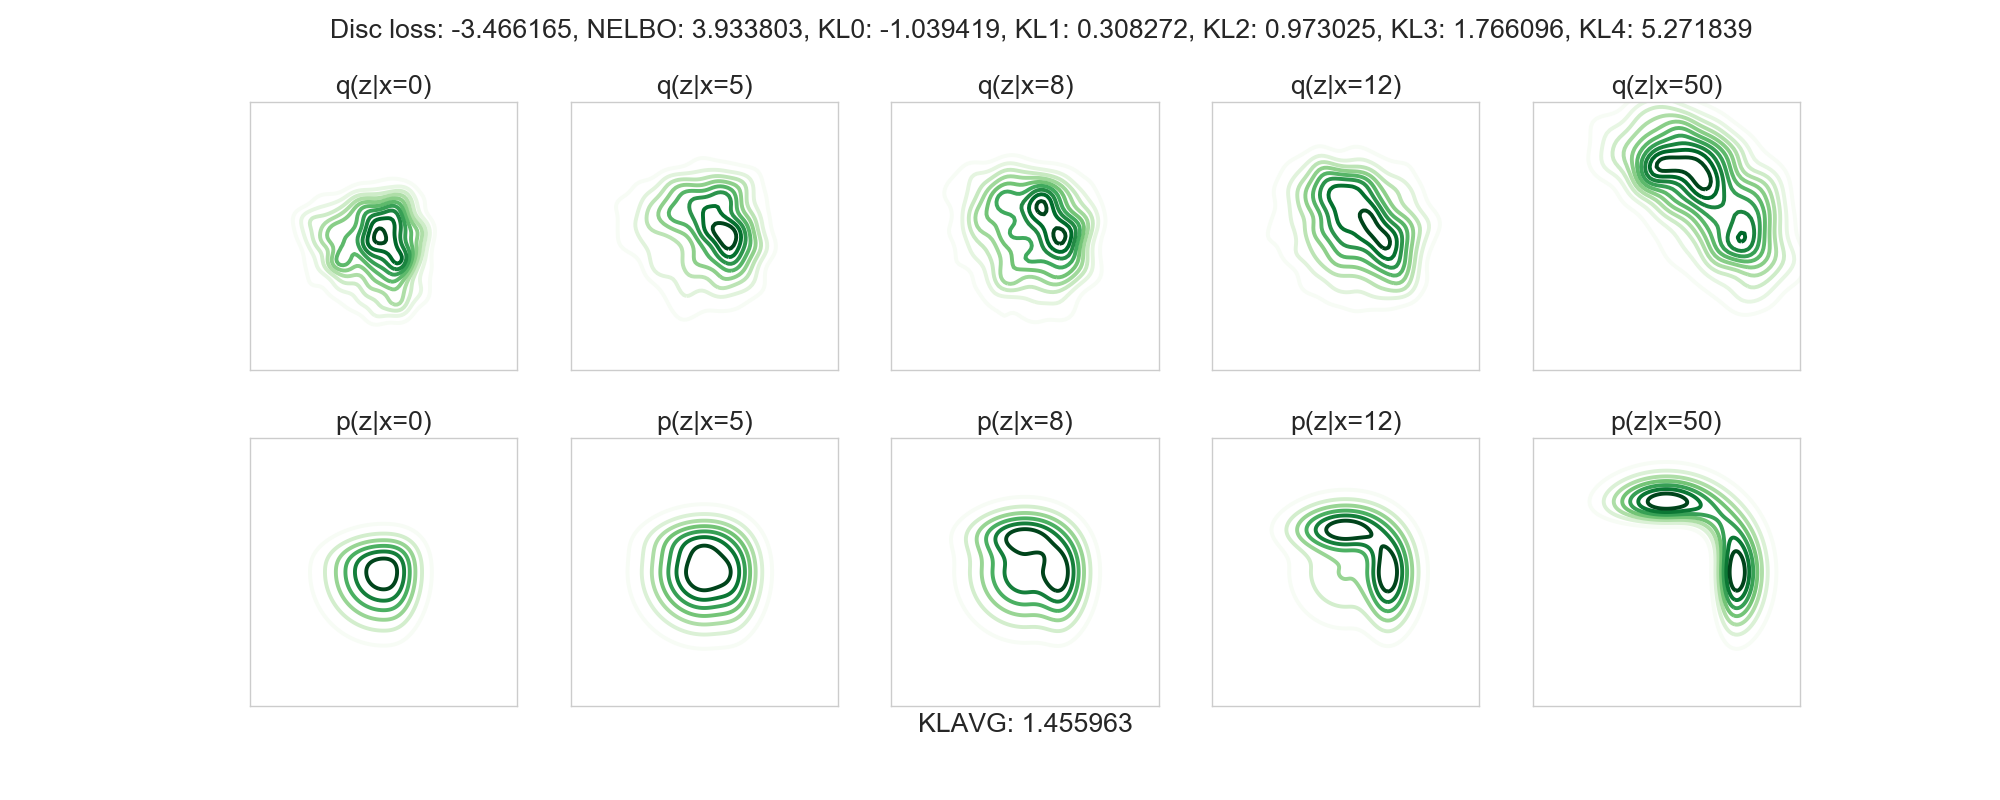 Disc loss: -3.466165, NELBO: 3.933803, KL0: -1.039419, KL1: 0.308272, KL2: 0.973025, KL3: 1.766096, KL4: 5.271839
q(z|x=0) q(z|x=5) q(z|x=8) q(z|x=12) q(z|x=50)
p(z|x=0) p(z|x=5) p(z|x=8) p(z|x=12) p(z|x=50)
KLAVG: 1.455963